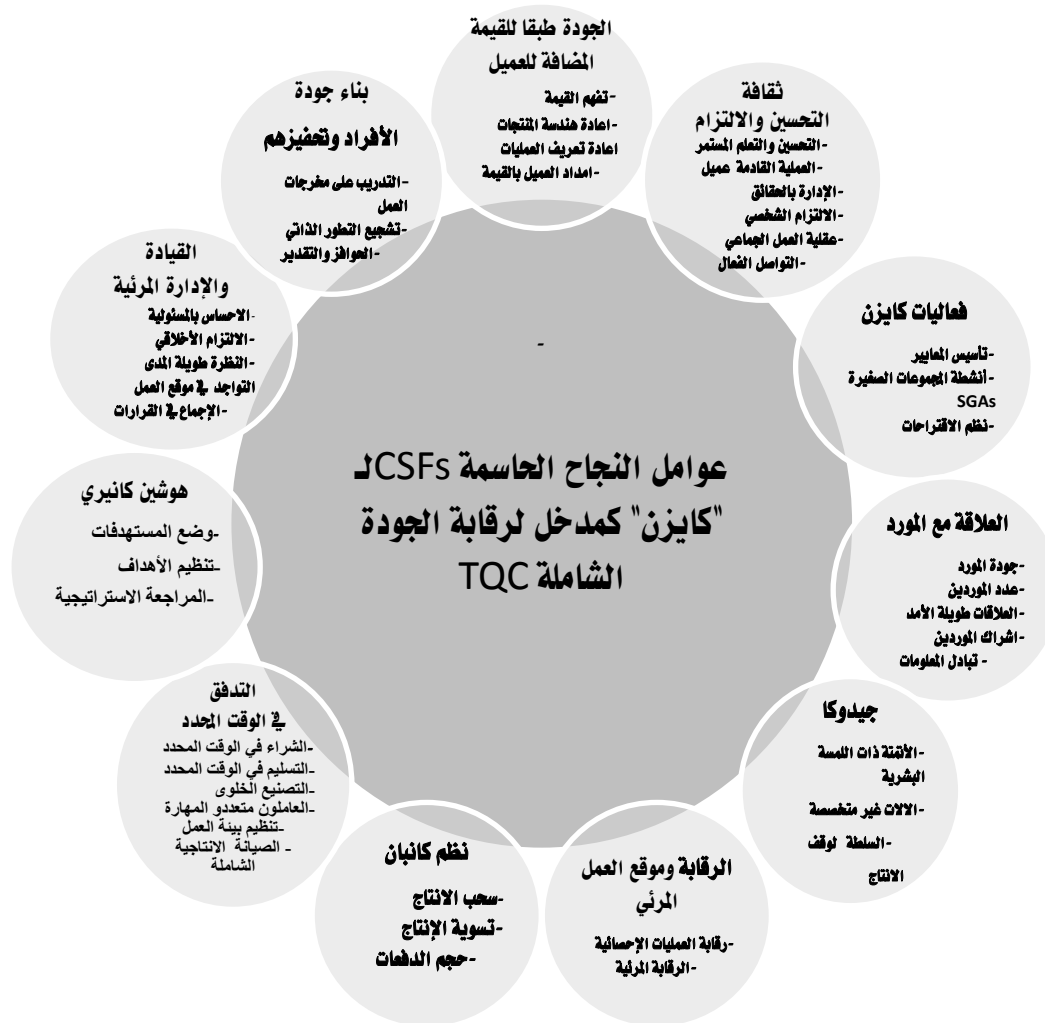 الجودة طبقا للقيمة
المضافة للعميل
-تفهم القيمة
-اعادة هندسة المنتجات
اعادة تعريف العمليات
-امداد العميل بالقيمة
ثقافة
التحسين والالتزام
-التحسين والتعلم المستمر
-العملية القادمة عميل
-الإدارة بالحقائق
-الالتزام الشخصي
-عقلية العمل الجماعي
-التواصل الفعال
فعاليات كايزن
-تأسيس المعايير
-أنشطة المجموعات الصغيرة
SGAs
-نظم الاقتراحات
العلاقة مع المورد
-جودة المورد
-عدد الموردين
-العلاقات طويلة الأمد
-اشراك الموردين
- تبادل المعلومات
جيدوكا
-الأتمتة ذات اللمسة
البشرية
-الالات غير متخصصة
-السلطة لوقف
الانتاج
الرقابة وموقع العمل
المرئي
-رقابة العمليات الإحصائية
-الرقابة المرئية
نظم كانبان
-سحب الانتاج
-تسوية الإنتاج
-حجم الدفعات
التدفق
في الوقت المحدد
-الشراء في الوقت المحدد
-التسليم في الوقت المحدد
-التصنيع الخلوى
-العاملون متعددو المهارة
-تنظيم بيئة العمل
- الصيانة الانتاجية
الشاملة
هوشين كانيري
-وضع المستهدفات
-تنظيم الأهداف
-المراجعة الاستراتيجية
القيادة
والإدارة المرئية
-الاحساس بالمسئولية
-الالتزام الأخلاقي
-النظرة طويلة المدى
التواجد في موقع العمل
-الإجماع في القرارات
بناء جودة
الأفراد وتحفيزهم
-التدريب على مخرجات
العمل
-تشجيع التطور الذاتي
-الحوافز والتقدير
-
عوامل النجاح الحاسمة CSFs لـ
"كايزن" كمدخل لرقابة الجودة
الشاملة TQC